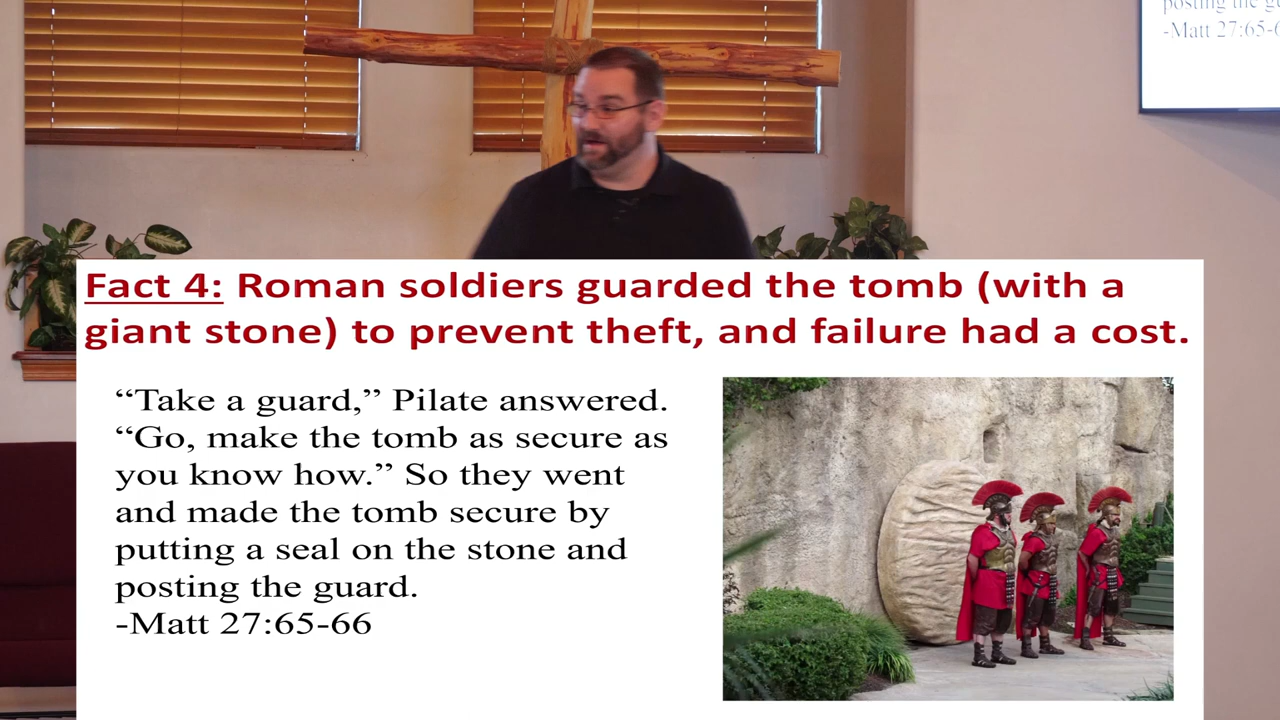 posting the
-Matt 27:65-6
Fact 4: Roman soldiers guarded the tomb (with a
giant stone) to prevent theft, and failure had a cost.
“Take a guard,” Pilate answered.
“Go, make the tomb as secure as
you know how.” So they went
and made the tomb secure by
putting a seal on the stone and
posting the guard.
-Matt 27:65-66